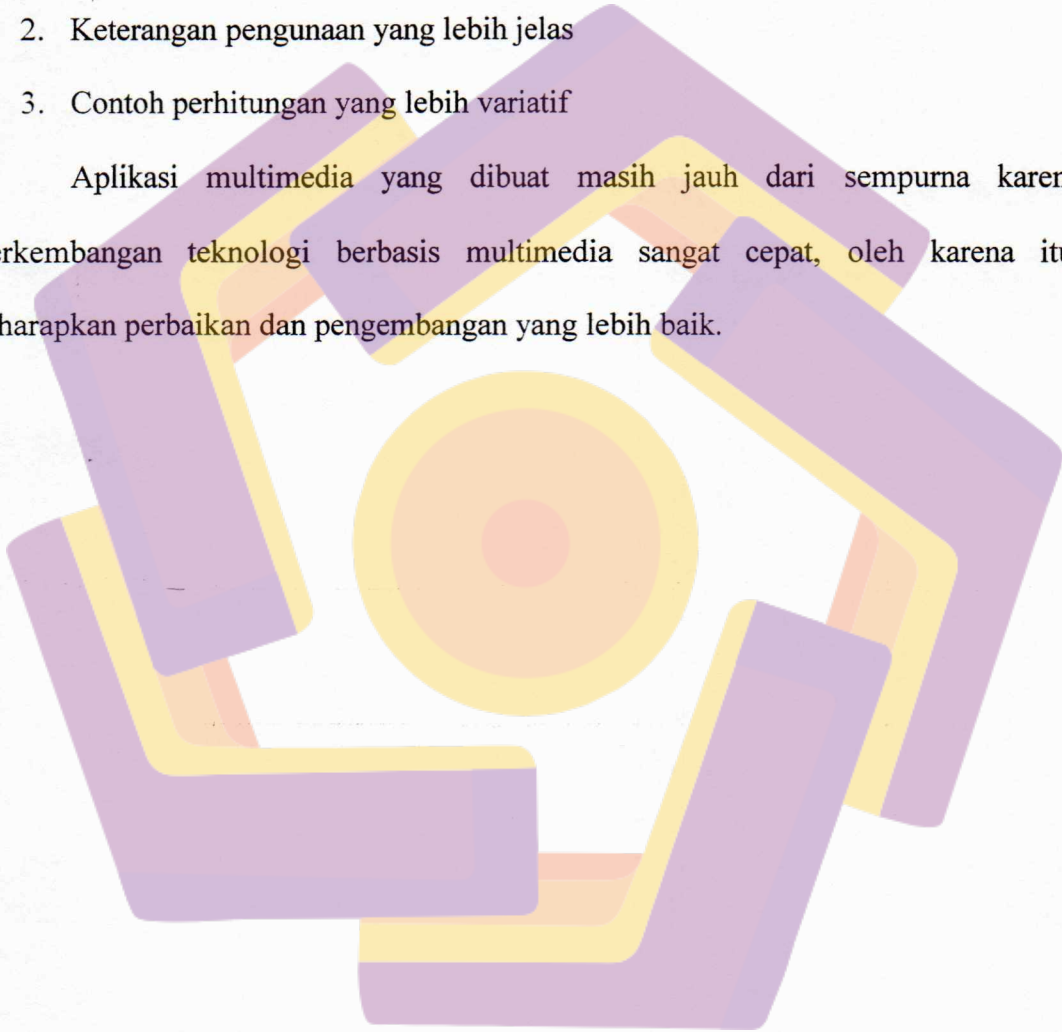 2. Keterangan pengunaan yang lebih jelas
3. Contoh perhitungan yang lebih variatif
Aplikasi multimedia yang dibuat masih jauh dari sempurna karen
erkembangan teknologi berbasis multimedia sangat cepat, oleh karena itu
harapkan perbaikan dan pengembangan yang lebih baik.